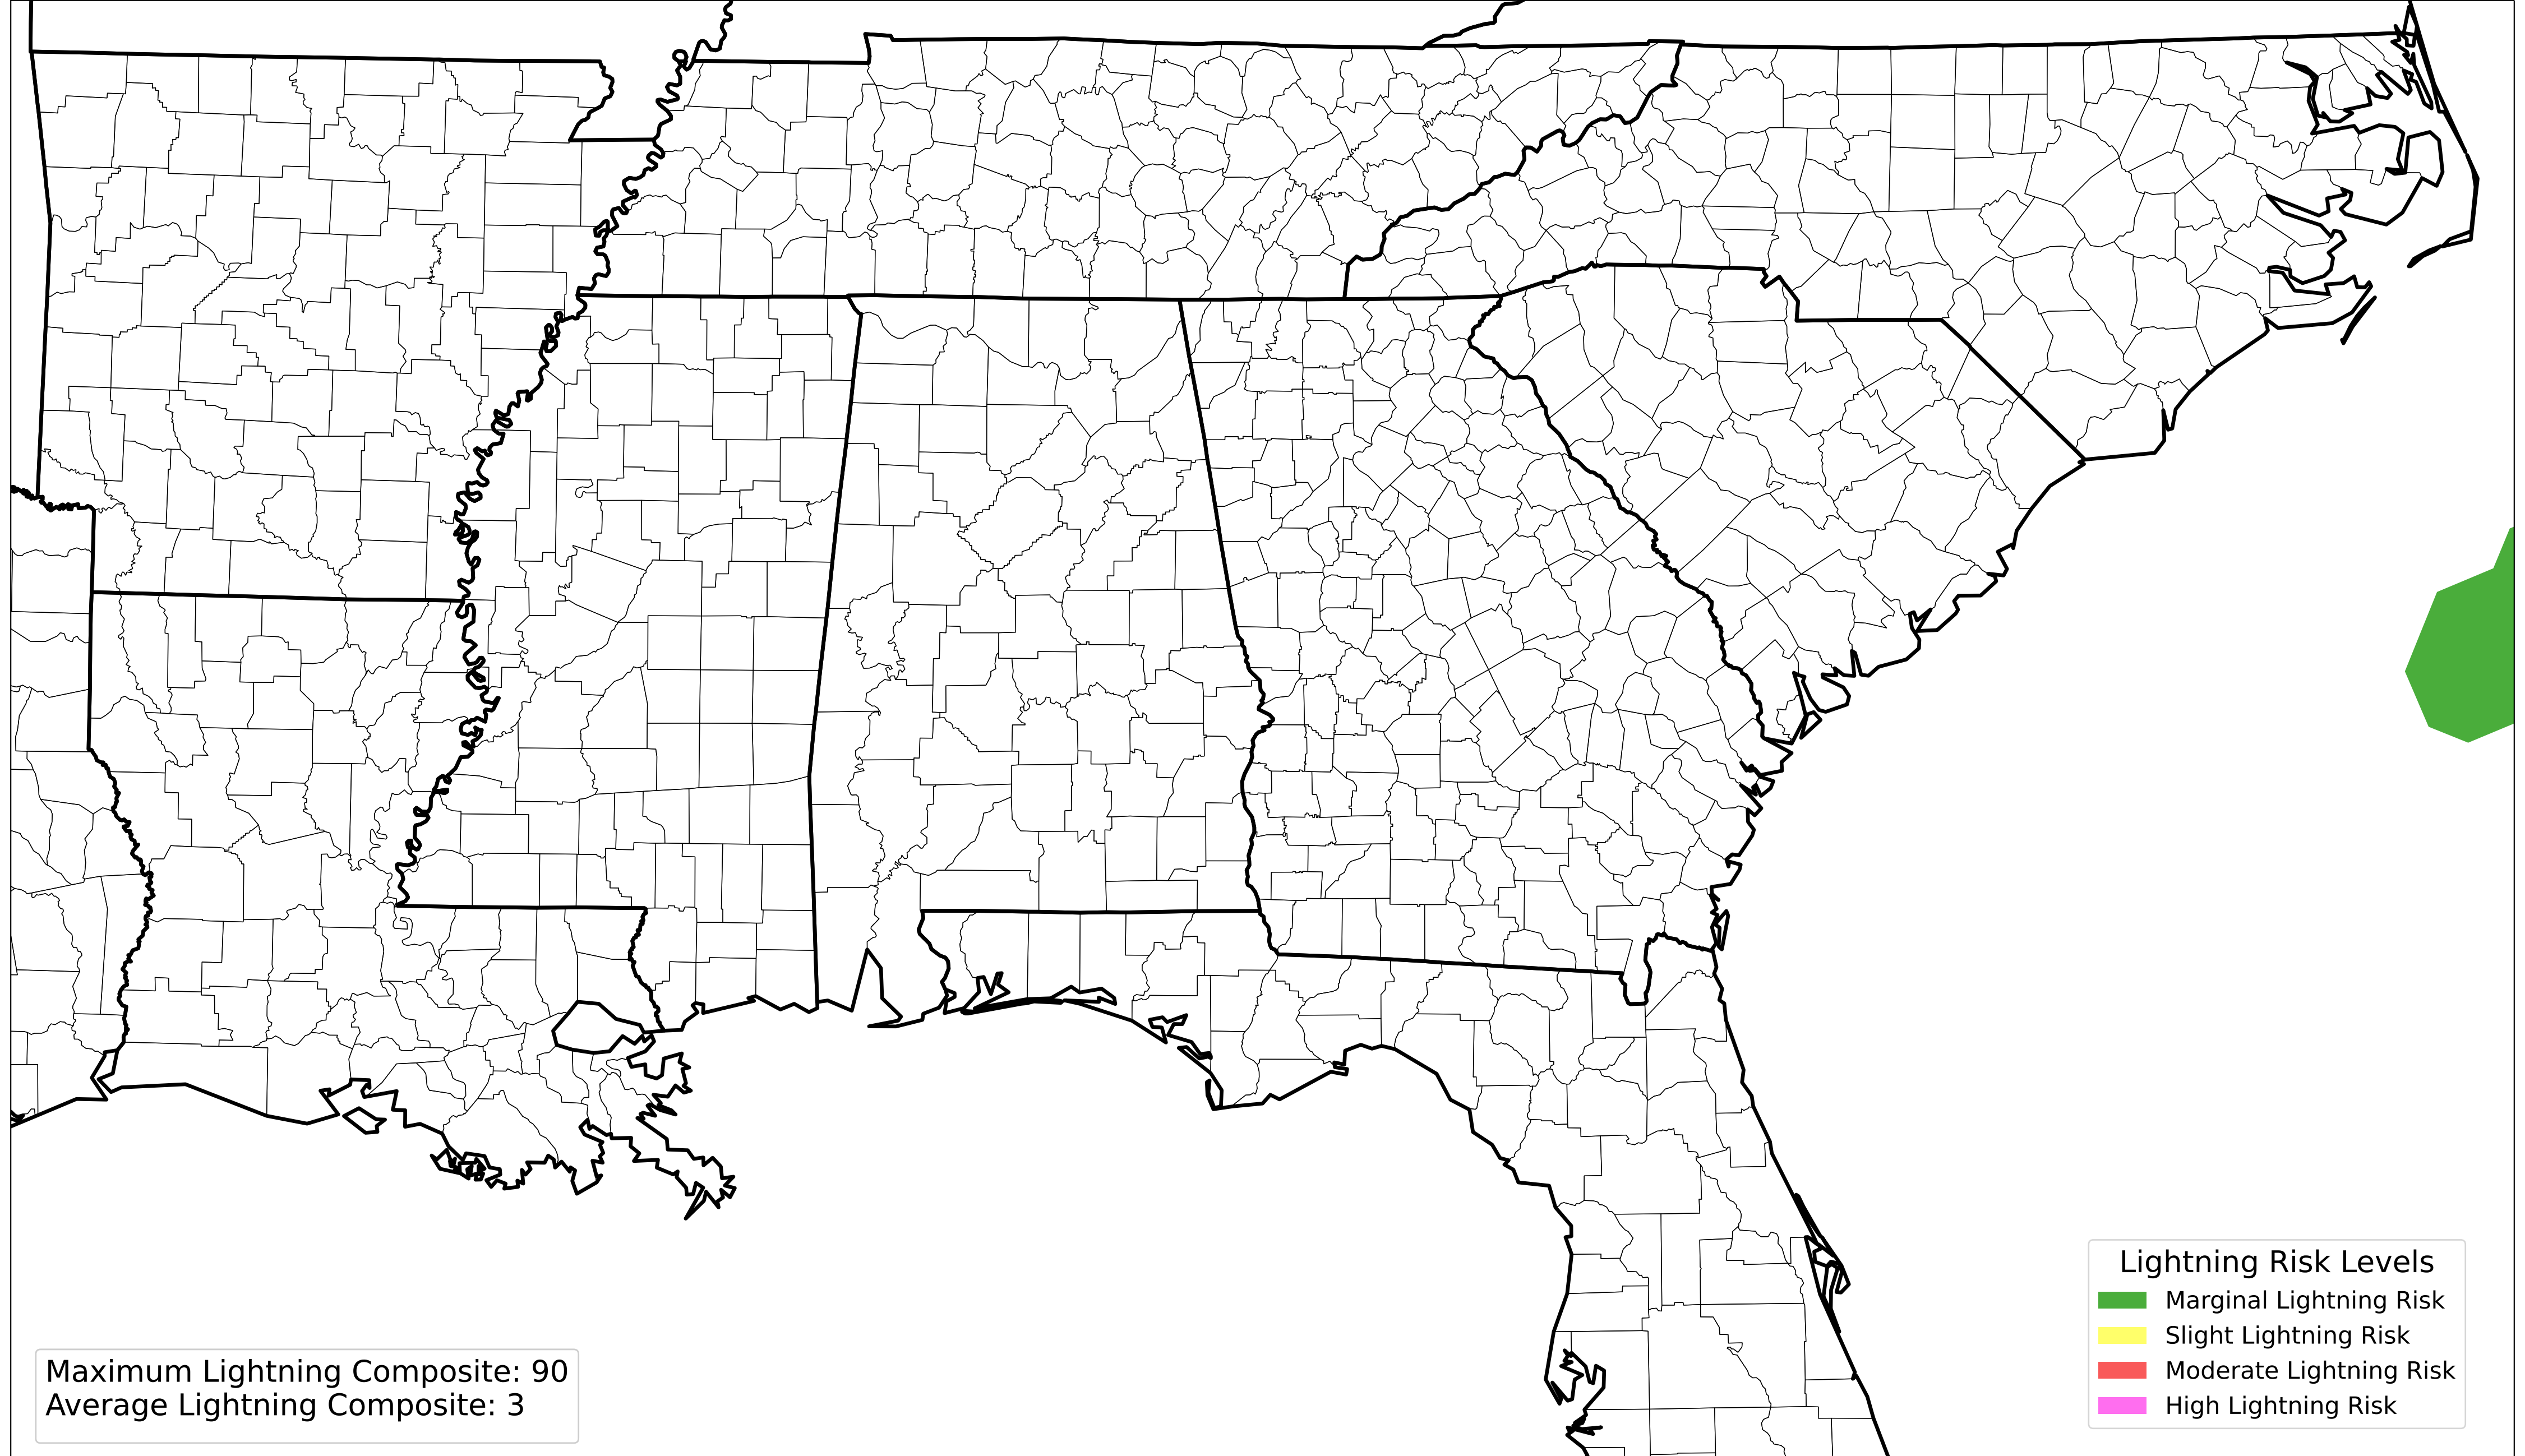 Lightning Risk Levels
Marginal Lightning Risk
Slight Lightning Risk
Moderate Lightning Risk
High Lightning Risk
Maximum Lightning Composite: 90
Average Lightning Composite: 3